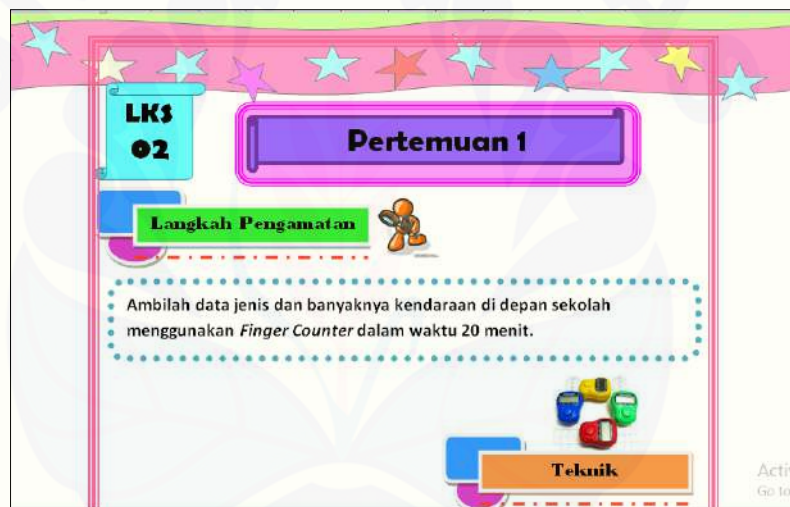 LKS
02
Pertemuan 1
Langkah Pengamatan
Ambilah data jenis dan banyaknya kendaraan di depan sekolah
menggunakan Finger Counter dalam waktu 20 menit.
Teknik
Go to